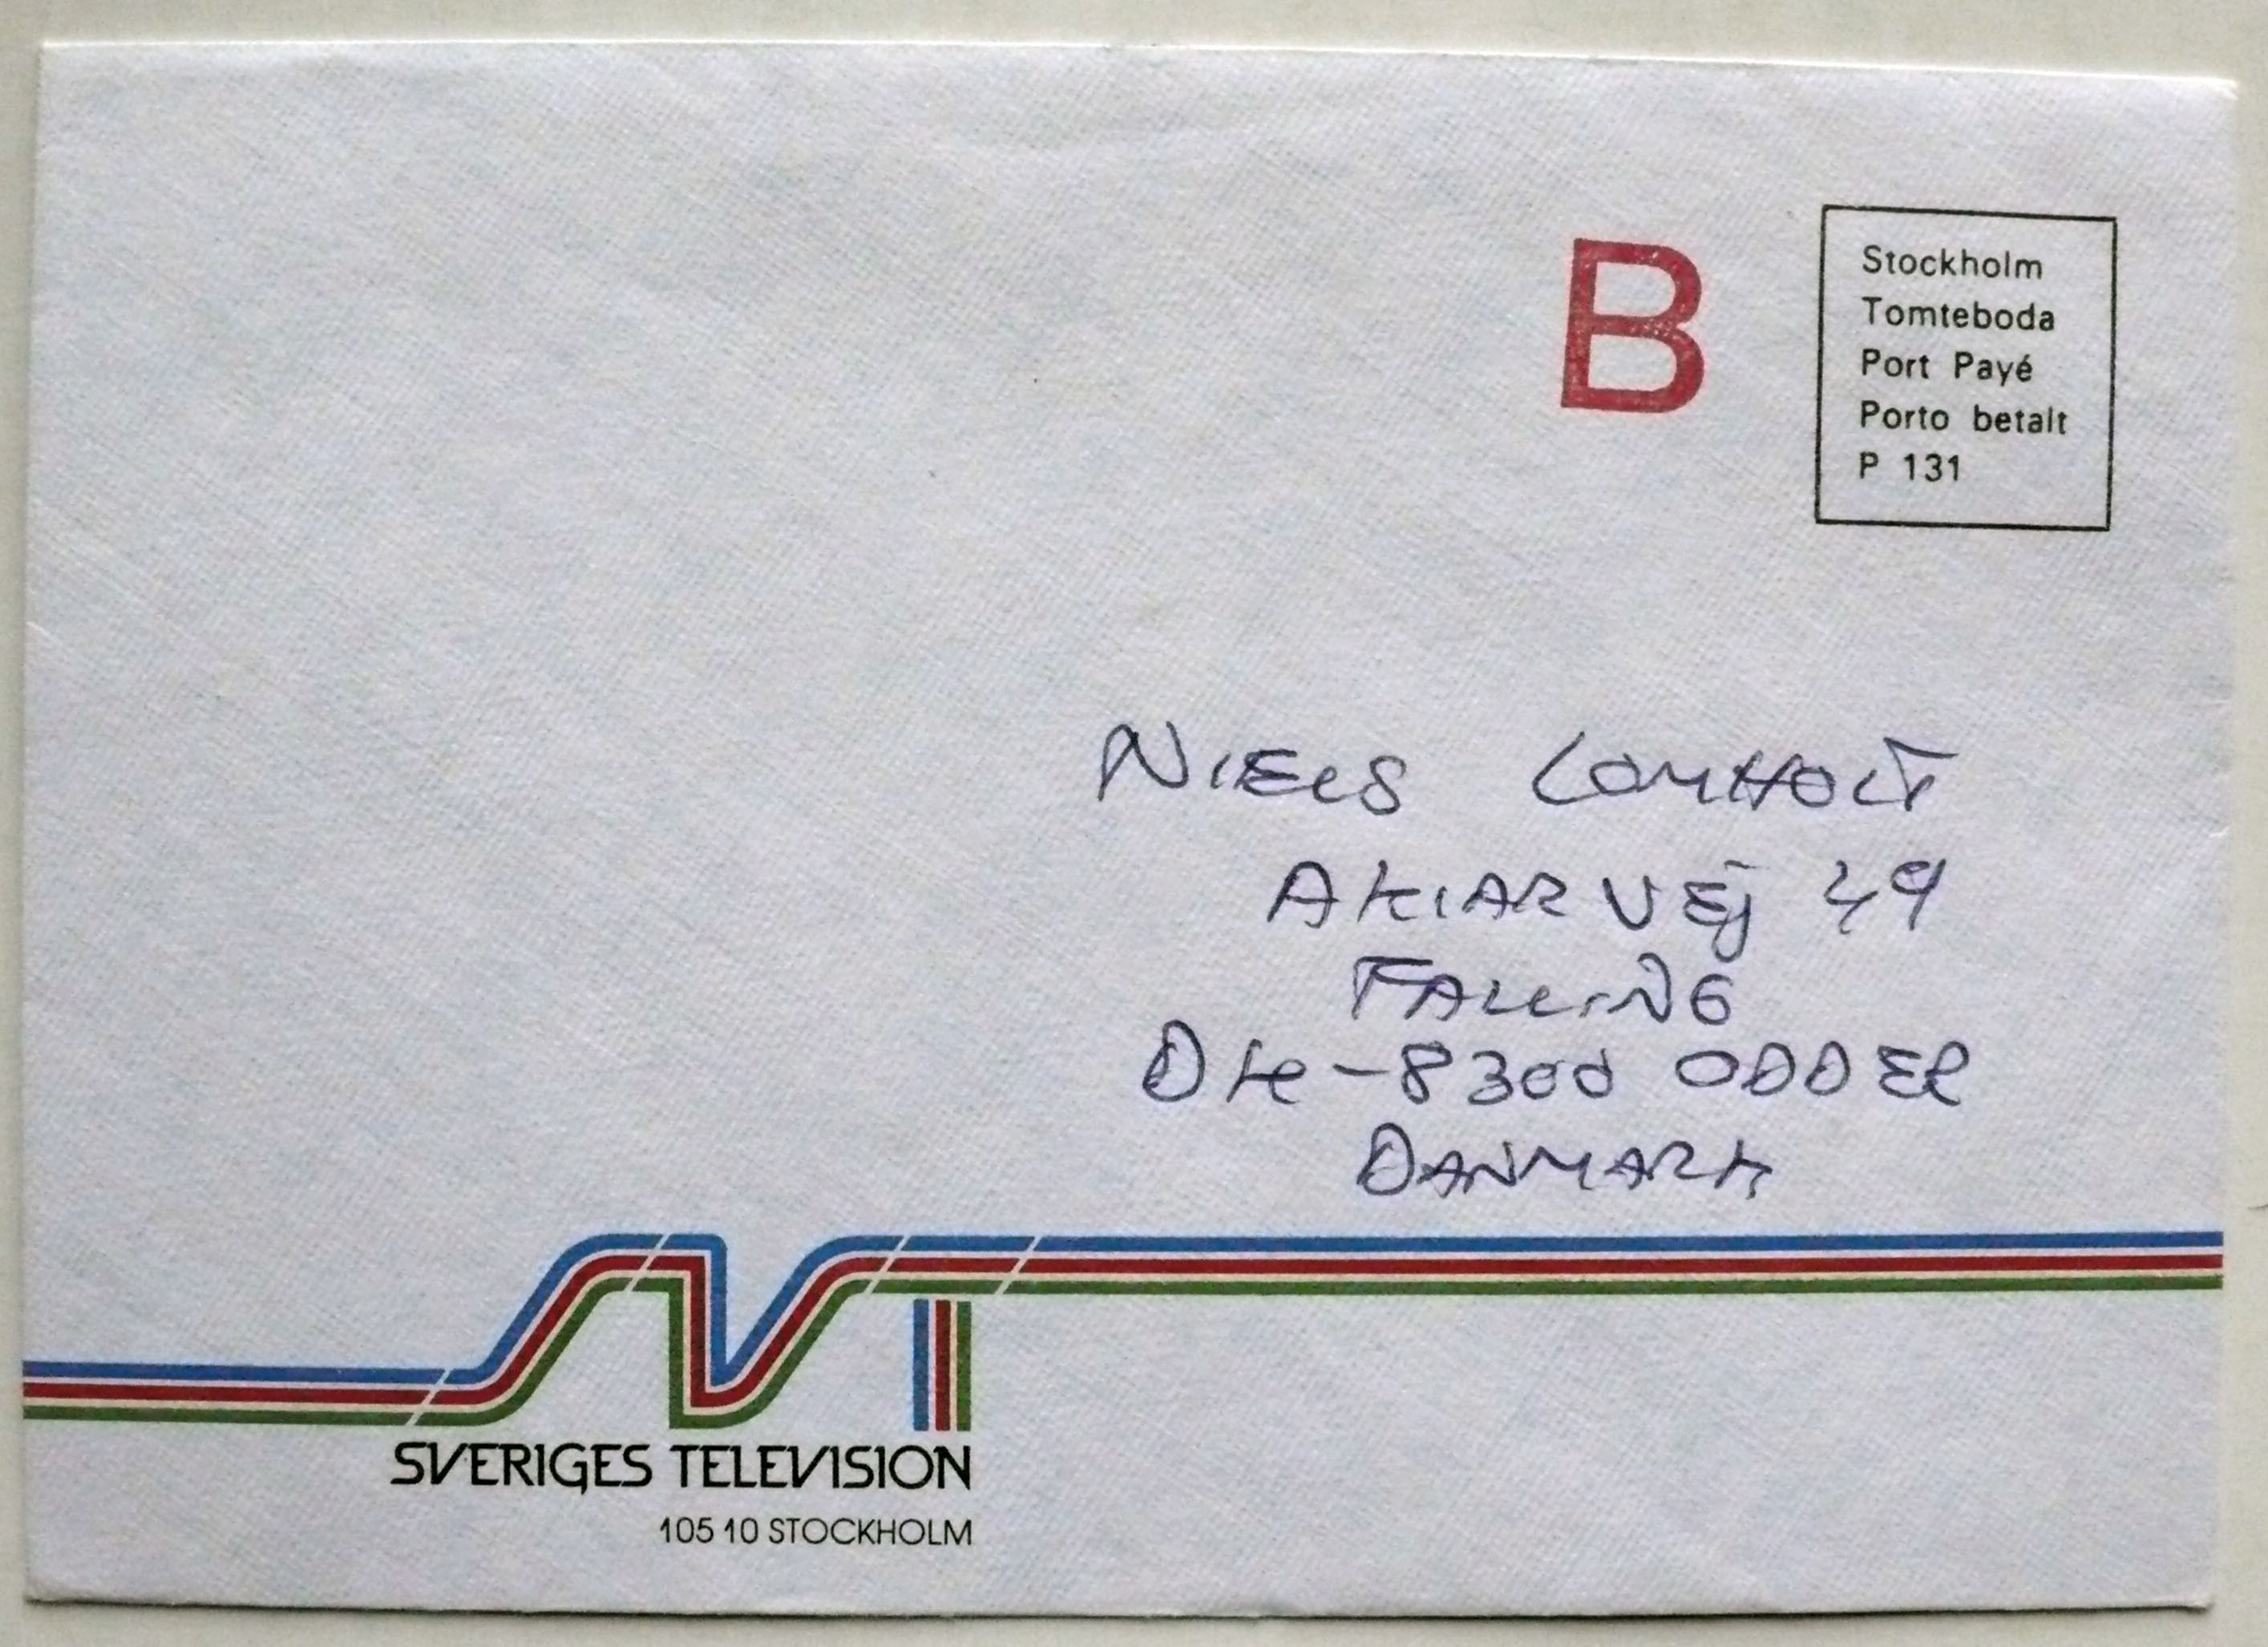 B
Stockholm
Tomteboda
Port Payé
Porto betalt
P 131
NIELS LOMHOLT
AKIARVEJ 49
FALLING
DK-8300 ODDER
DANMARK
SVT
SVERIGES TELEVISION
105 10 STOCKHOLM